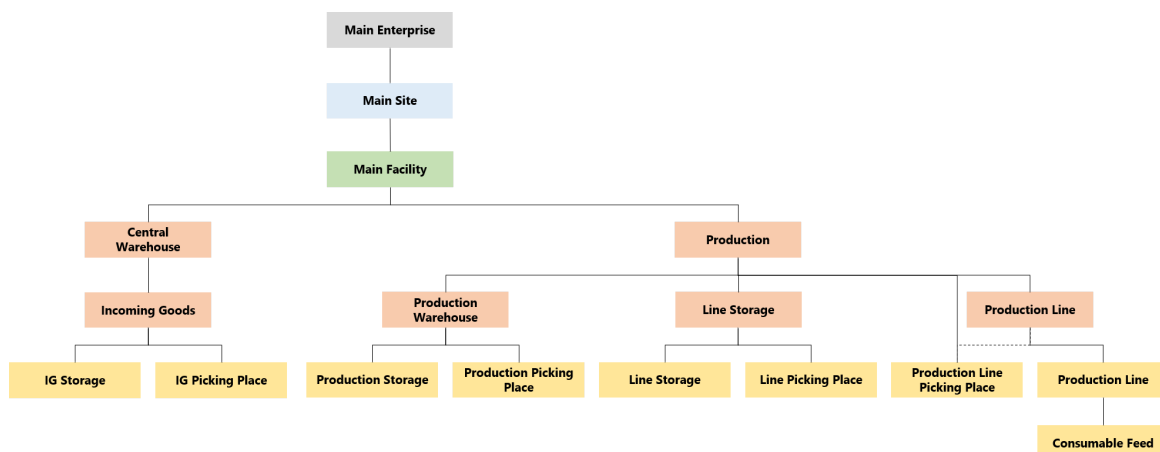 Main Enterprise
Main Site
Main Facility
Central
Warehouse
Production
Incoming Goods
Production
Warehouse
Line Storage
Production Line
IG Storage
IG Picking Place
Production Storage
Production Picking
Place
Line Storage
Line Picking Place
Production Line
Picking Place
Production Line
Consumable Feed